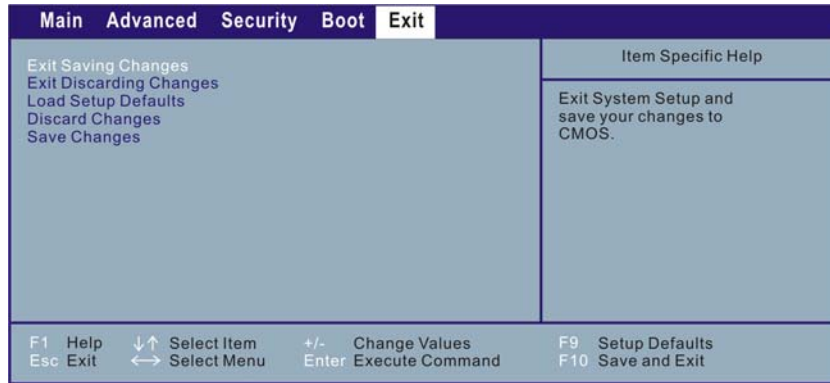 Main Advanced Security Boot Exit
Exit Saving Changes
Exit Discarding Changes
Load Setup Defaults
Discard Changes
Save Changes
Item Specific Help
Exit System Setup and
save your changes to
CMOS.
F1 Help ↓↑ Select Item +/- Change Values F9 Setup Defaults
Esc Exit ←→ Select Menu Enter Execute Command F10 Save and Exit